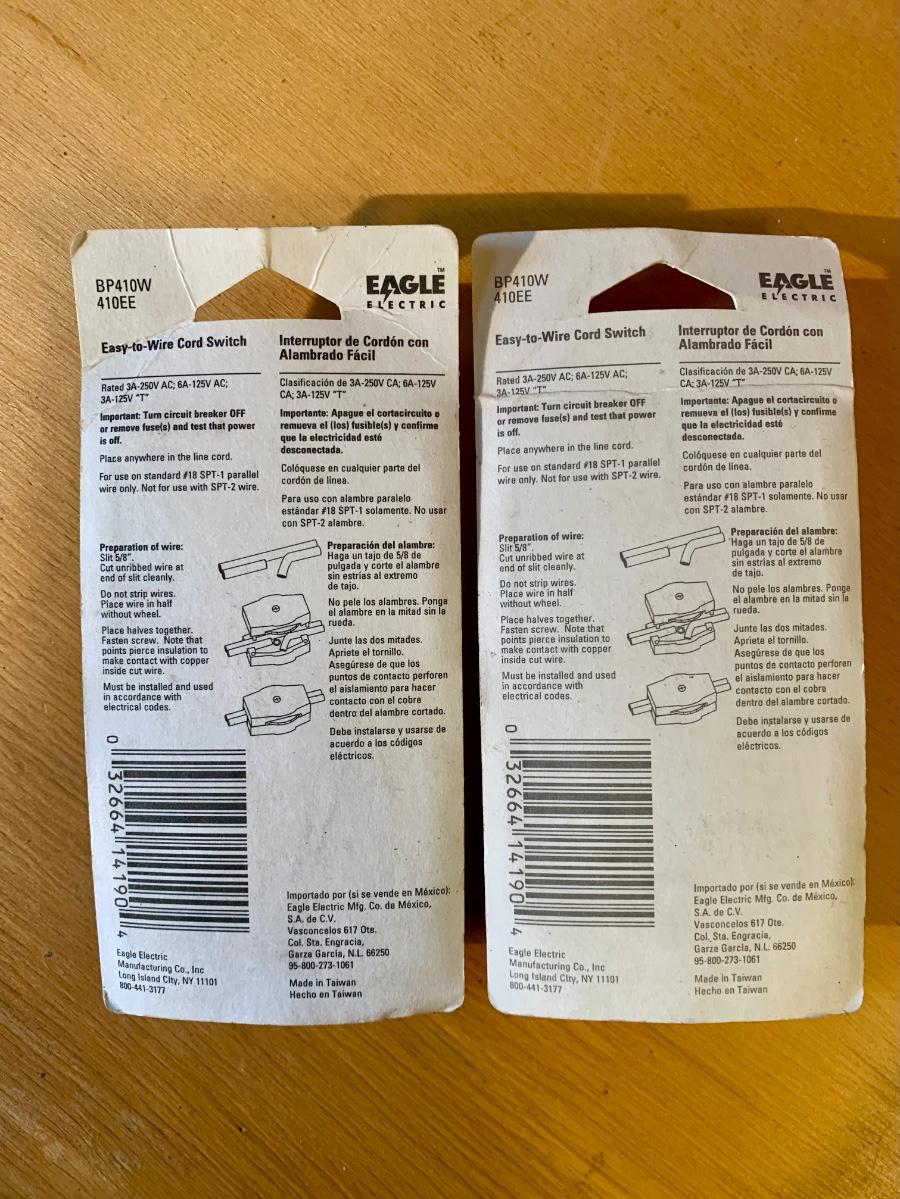 BP410W
410EE
EAGLE™
ELECTRIC
Easy-to-Wire Cord Switch
Rated 3A-250V AC; 6A-125V AC;
3A-125V "T"
Important: Turn circuit breaker OFF
or remove fuse(s) and test that power
is off.
Place anywhere in the line cord.
For use on standard #18 SPT-1 parallel
wire only. Not for use with SPT-2 wire.
Interruptor de Cordón con
Alambrado Fácil
Clasificación de 3A-250V CA; 6A-125V
CA; 3A-125V "T"
Importante: Apague el cortacircuito o
remueva el (los) fusible(s) y confirme
que la electricidad esté
desconectada.
Colóquese en cualquier parte del
cordón de línea.
Para uso con alambre paralelo
estándar #18 SPT-1 solamente. No usar
con SPT-2 alambre.
Preparation of wire:
Slit 5/8".
Cut unribbed wire at
end of slit cleanly.
Do not strip wires.
Place wire in half
without wheel.
Place halves together.
Fasten screw. Note that
points pierce insulation to
make contact with copper
inside cut wire.
Must be installed and used
in accordance with
electrical codes.
Preparación del alambre:
Haga un tajo de 5/8 de
pulgada y corte el alambre
sin estrías al extremo
de tajo.
No pele los alambres. Ponga
el alambre en la mitad sin la
rueda.
Junte las dos mitades.
Apriete el tornillo.
Asegúrese de que los
puntos de contacto perforen
el aislamiento para hacer
contacto con el cobre
dentro del alambre cortado.
Debe instalarse y usarse de
acuerdo a los códigos
eléctricos.
0 32664 14190 4
Eagle Electric
Manufacturing Co., Inc
Long Island City, NY 11101
800-441-3177
Importado por (si se vende en México):
Eagle Electric Mfg. Co. de México,
S.A. de C.V.
Vasconcelos 617 Ote.
Col. Sta. Engracia,
Garza Garcia, N.L. 66250
95-800-273-1061
Made in Taiwan
Hecho en Taiwan
BP410W
410EE
EAGLE™
ELECTRIC
Easy-to-Wire Cord Switch
Rated 3A-250V AC; 6A-125V AC;
3A-125V "T"
Important: Turn circuit breaker OFF
or remove fuse(s) and test that power
is off.
Place anywhere in the line cord.
For use on standard #18 SPT-1 parallel
wire only. Not for use with SPT-2 wire.
Interruptor de Cordón con
Alambrado Fácil
Clasificación de 3A-250V CA; 6A-125V
CA; 3A-125V "T"
Importante: Apague el cortacircuito o
remueva el (los) fusible(s) y confirme
que la electricidad esté
desconectada.
Colóquese en cualquier parte del
cordón de línea.
Para uso con alambre paralelo
estándar #18 SPT-1 solamente. No usar
con SPT-2 alambre.
Preparation of wire:
Slit 5/8".
Cut unribbed wire at
end of slit cleanly.
Do not strip wires.
Place wire in half
without wheel.
Place halves together.
Fasten screw. Note that
points pierce insulation to
make contact with copper
inside cut wire.
Must be installed and used
in accordance with
electrical codes.
Preparación del alambre:
Haga un tajo de 5/8 de
pulgada y corte el alambre
sin estrías al extremo
de tajo.
No pele los alambres. Ponga
el alambre en la mitad sin la
rueda.
Junte las dos mitades.
Apriete el tornillo.
Asegúrese de que los
puntos de contacto perforen
el aislamiento para hacer
contacto con el cobre
dentro del alambre cortado.
Debe instalarse y usarse de
acuerdo a los códigos
eléctricos.
0 32664 14190 4
Eagle Electric
Manufacturing Co., Inc
Long Island City, NY 11101
800-441-3177
Importado por (si se vende en México):
Eagle Electric Mfg. Co. de México,
S.A. de C.V.
Vasconcelos 617 Ote.
Col. Sta. Engracia,
Garza Garcia, N.L. 66250
95-800-273-1061
Made in Taiwan
Hecho en Taiwan